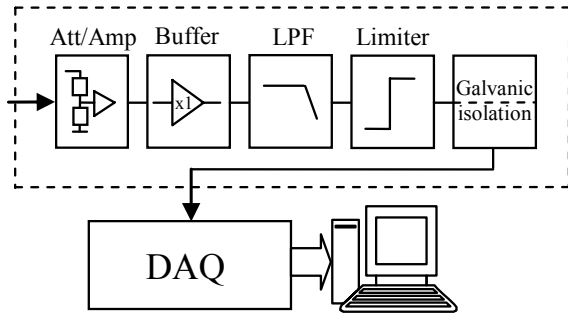 Att/Amp
Buffer
LPF
Limiter
x1
Galvanic
isolation
DAQ